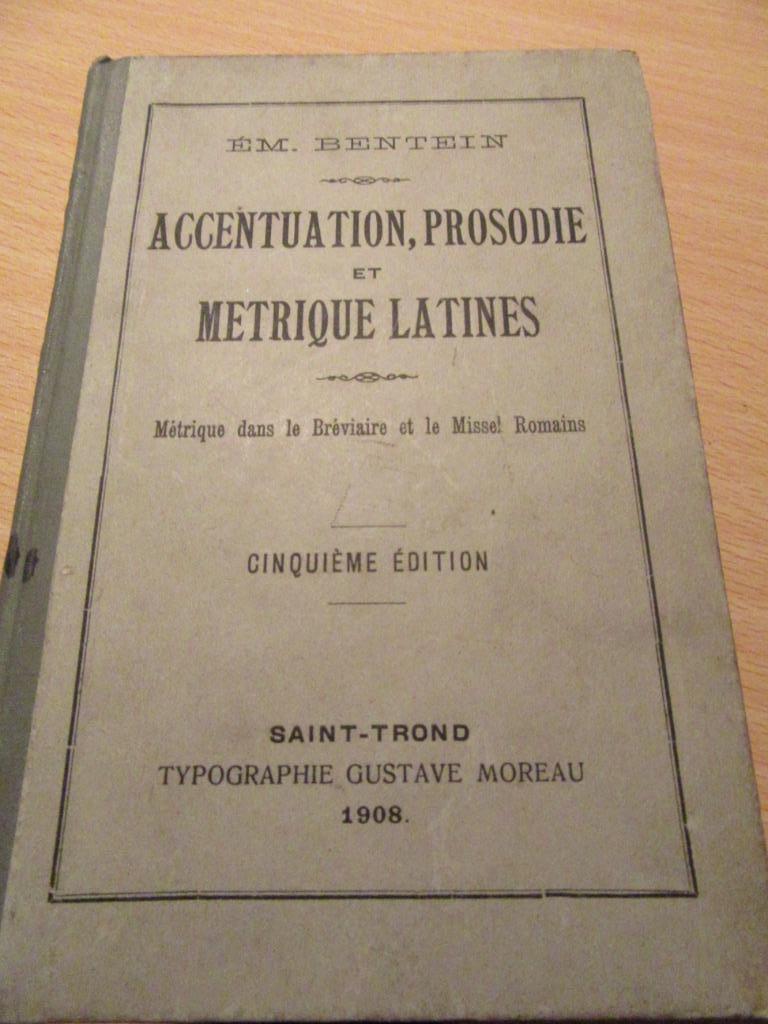 ÉM. BENTEIN
ACCENTUATION, PROSODIE
ET
METRIQUE LATINES
Métrique dans le Bréviaire et le Missel Romains
CINQUIÈME ÉDITION
SAINT-TROND
TYPOGRAPHIE GUSTAVE MOREAU
1908.